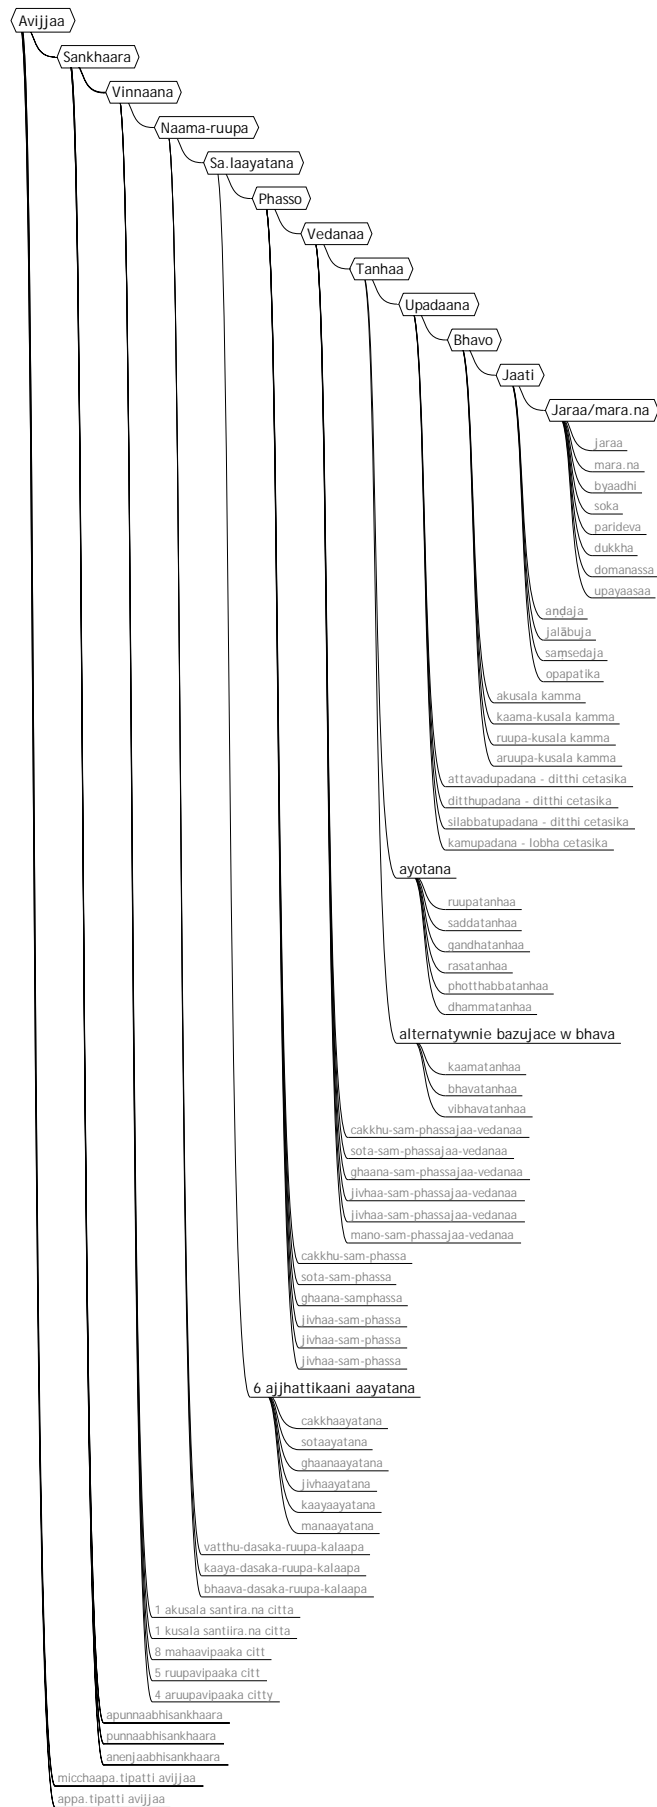 Avijjaa
Sankhaara
Vinnaana
Naama-ruupa
Sa.laayatana
Phasso
Vedanaa
Tanhaa
Upadaana
Bhavo
Jaati
Jaraa/mara.na
jaraa
mara.na
byaadhi
soka
parideva
dukkha
domanassa
upayaasaa
aṇḍaja
jalābuja
saṃsedaja
opapatika
akusala kamma
kaama-kusala kamma
ruupa-kusala kamma
aruupa-kusala kamma
attavadupadana - ditthi cetasika
ditthupadana - ditthi cetasika
silabbatupadana - ditthi cetasika
kamupadana - lobha cetasika
ayotana
ruupatanhaa
saddatanhaa
gandhatanhaa
rasatanhaa
photthabbatanhaa
dhammatanhaa
alternatywnie bazujace w bhava
kaamatanhaa
bhavatanhaa
vibhavatanhaa
cakkhu-sam-phassajaa-vedanaa
sota-sam-phassajaa-vedanaa
ghaana-sam-phassajaa-vedanaa
jivhaa-sam-phassajaa-vedanaa
jivhaa-sam-phassajaa-vedanaa
mano-sam-phassajaa-vedanaa
cakkhu-sam-phassa
sota-sam-phassa
ghaana-samphassa
jivhaa-sam-phassa
jivhaa-sam-phassa
jivhaa-sam-phassa
6 ajjhattikaani aayatana
cakkhaayatana
sotaayatana
ghaanaayatana
jivhaayatana
kaayaayatana
manaayatana
vatthu-dasaka-ruupa-kalaapa
kaaya-dasaka-ruupa-kalaapa
bhaava-dasaka-ruupa-kalaapa
1 akusala santira.na citta
1 kusala santiira.na citta
8 mahaavipaaka citt
5 ruupavipaaka citt
4 aruupavipaaka citty
apunnaabhisankhaara
punnaabhisankhaara
anenjaabhisankhaara
micchaapa.tipatti avijjaa
appa.tipatti avijjaa